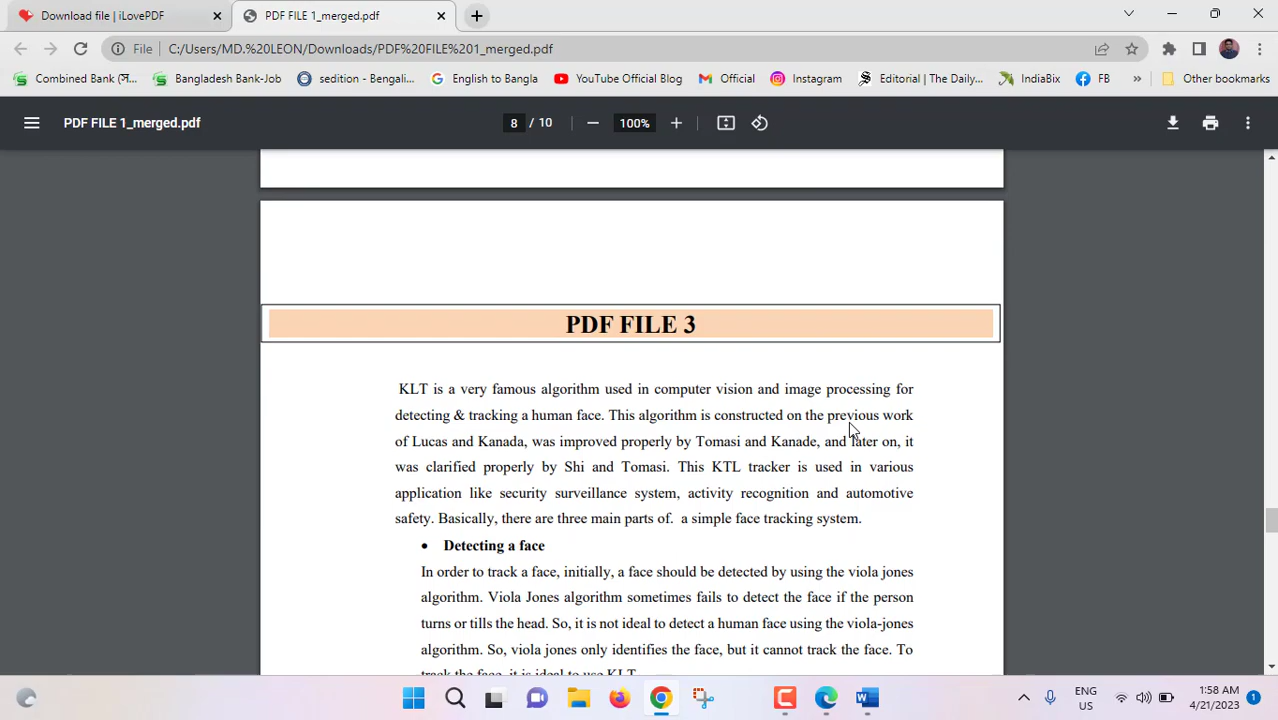 Download file | iLovePDF
PDF FILE 1_merged.pdf
File
C:/Users/MD.%20LEON/Downloads/PDF%20FILE%201_merged.pdf
Combined Bank (সি...
Bangladesh Bank-Job
sedition - Bengali...
English to Bangla
YouTube Official Blog
Official
Instagram
Editorial | The Daily...
IndiaBix
FB
»
Other bookmarks
PDF FILE 1_merged.pdf
8 / 10
100%
PDF FILE 3
KLT is a very famous algorithm used in computer vision and image processing for
detecting & tracking a human face. This algorithm is constructed on the previous work
of Lucas and Kanada, was improved properly by Tomasi and Kanade, and later on, it
was clarified properly by Shi and Tomasi. This KTL tracker is used in various
application like security surveillance system, activity recognition and automotive
safety. Basically, there are three main parts of.  a simple face tracking system.
• Detecting a face
In order to track a face, initially, a face should be detected by using the viola jones
algorithm. Viola Jones algorithm sometimes fails to detect the face if the person
turns or tills the head. So, it is not ideal to detect a human face using the viola-jones
algorithm. So, viola jones only identifies the face, but it cannot track the face. To
track the face, it is ideal to use KLT.
ENG
US
1:58 AM
4/21/2023
1